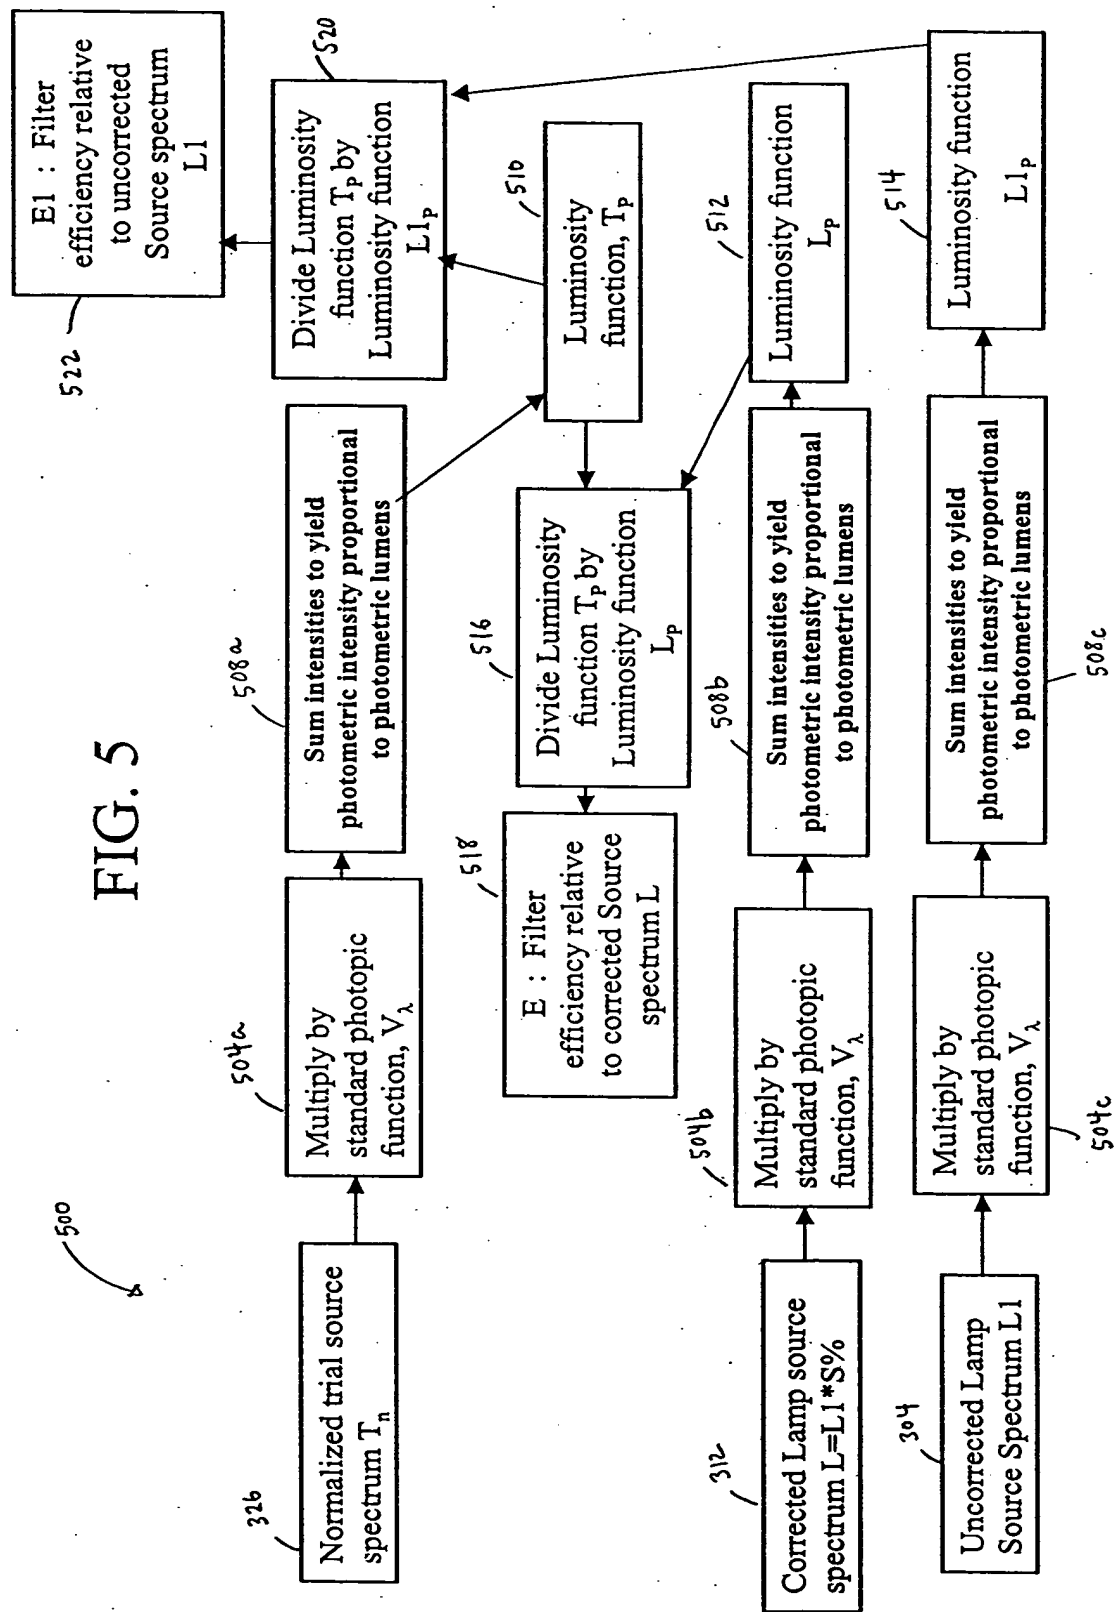 FIG. 5
500
326
Normalized trial source
spectrum Tn
504a
Multiply by
standard photopic
function, Vλ
508a
Sum intensities to yield
photometric intensity proportional
to photometric lumens
520
Divide Luminosity
function Tp by
Luminosity function
L1p
522
E1 : Filter
efficiency relative
to uncorrected
Source spectrum
L1
518
E : Filter
efficiency relative
to corrected Source
spectrum L
516
Divide Luminosity
function Tp by
Luminosity function
Lp
510
Luminosity
function, Tp
312
Corrected Lamp source
spectrum L=L1*S%
504b
Multiply by
standard photopic
function, Vλ
508b
Sum intensities to yield
photometric intensity proportional
to photometric lumens
512
Luminosity function
Lp
304
Uncorrected Lamp
Source Spectrum L1
504c
Multiply by
standard photopic
function, Vλ
508c
Sum intensities to yield
photometric intensity proportional
to photometric lumens
514
Luminosity function
L1p